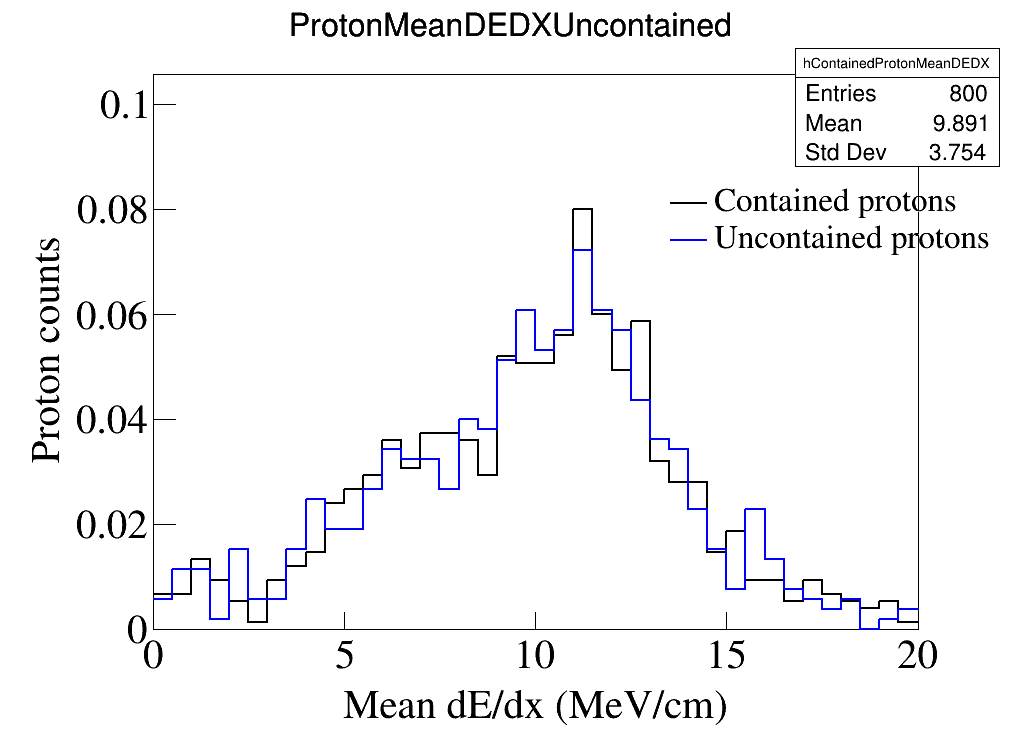 ProtonMeanDEDXUncontained
hContainedProtonMeanDEDX
Entries 800
Mean 9.891
Std Dev 3.754
Contained protons
Uncontained protons
Proton counts
0.1
0.08
0.06
0.04
0.02
0
0 5 10 15 20
Mean dE/dx (MeV/cm)